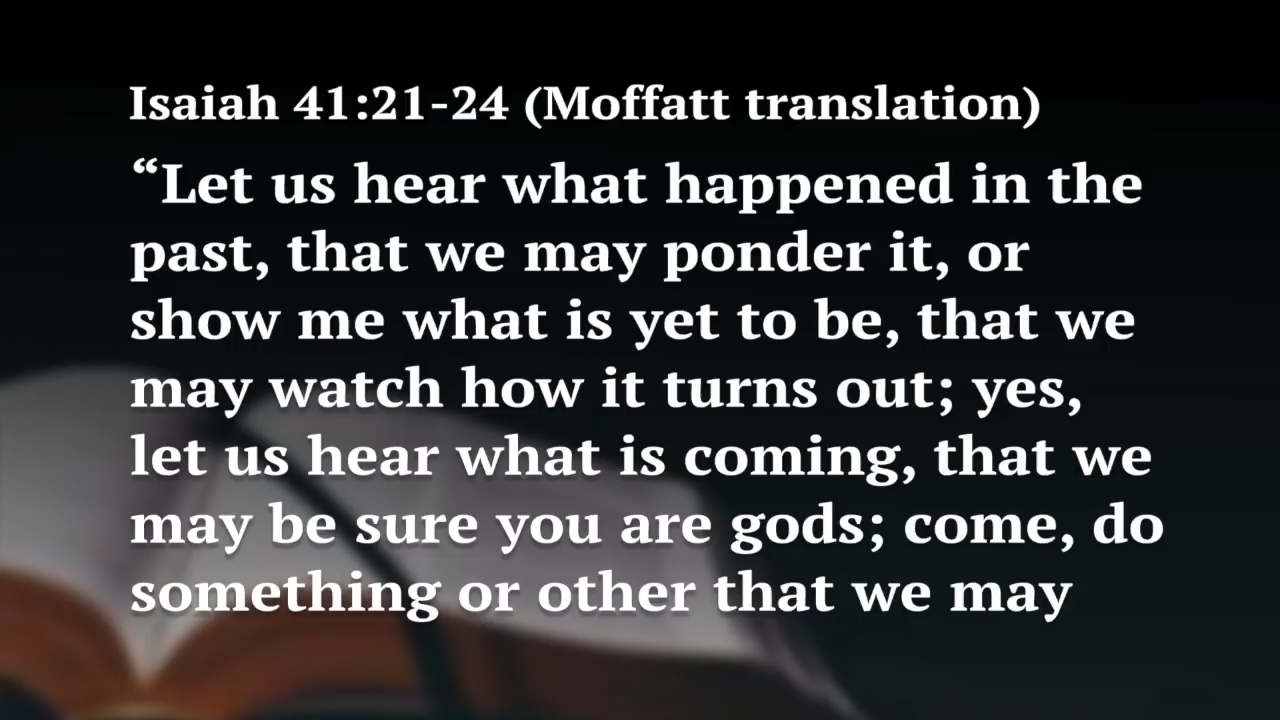 Isaiah 41:21-24 (Moffatt translation)
“Let us hear what happened in the
past, that we may ponder it, or
show me what is yet to be, that we
may watch how it turns out; yes,
let us hear what is coming, that we
may be sure you are gods; come, do
something or other that we may